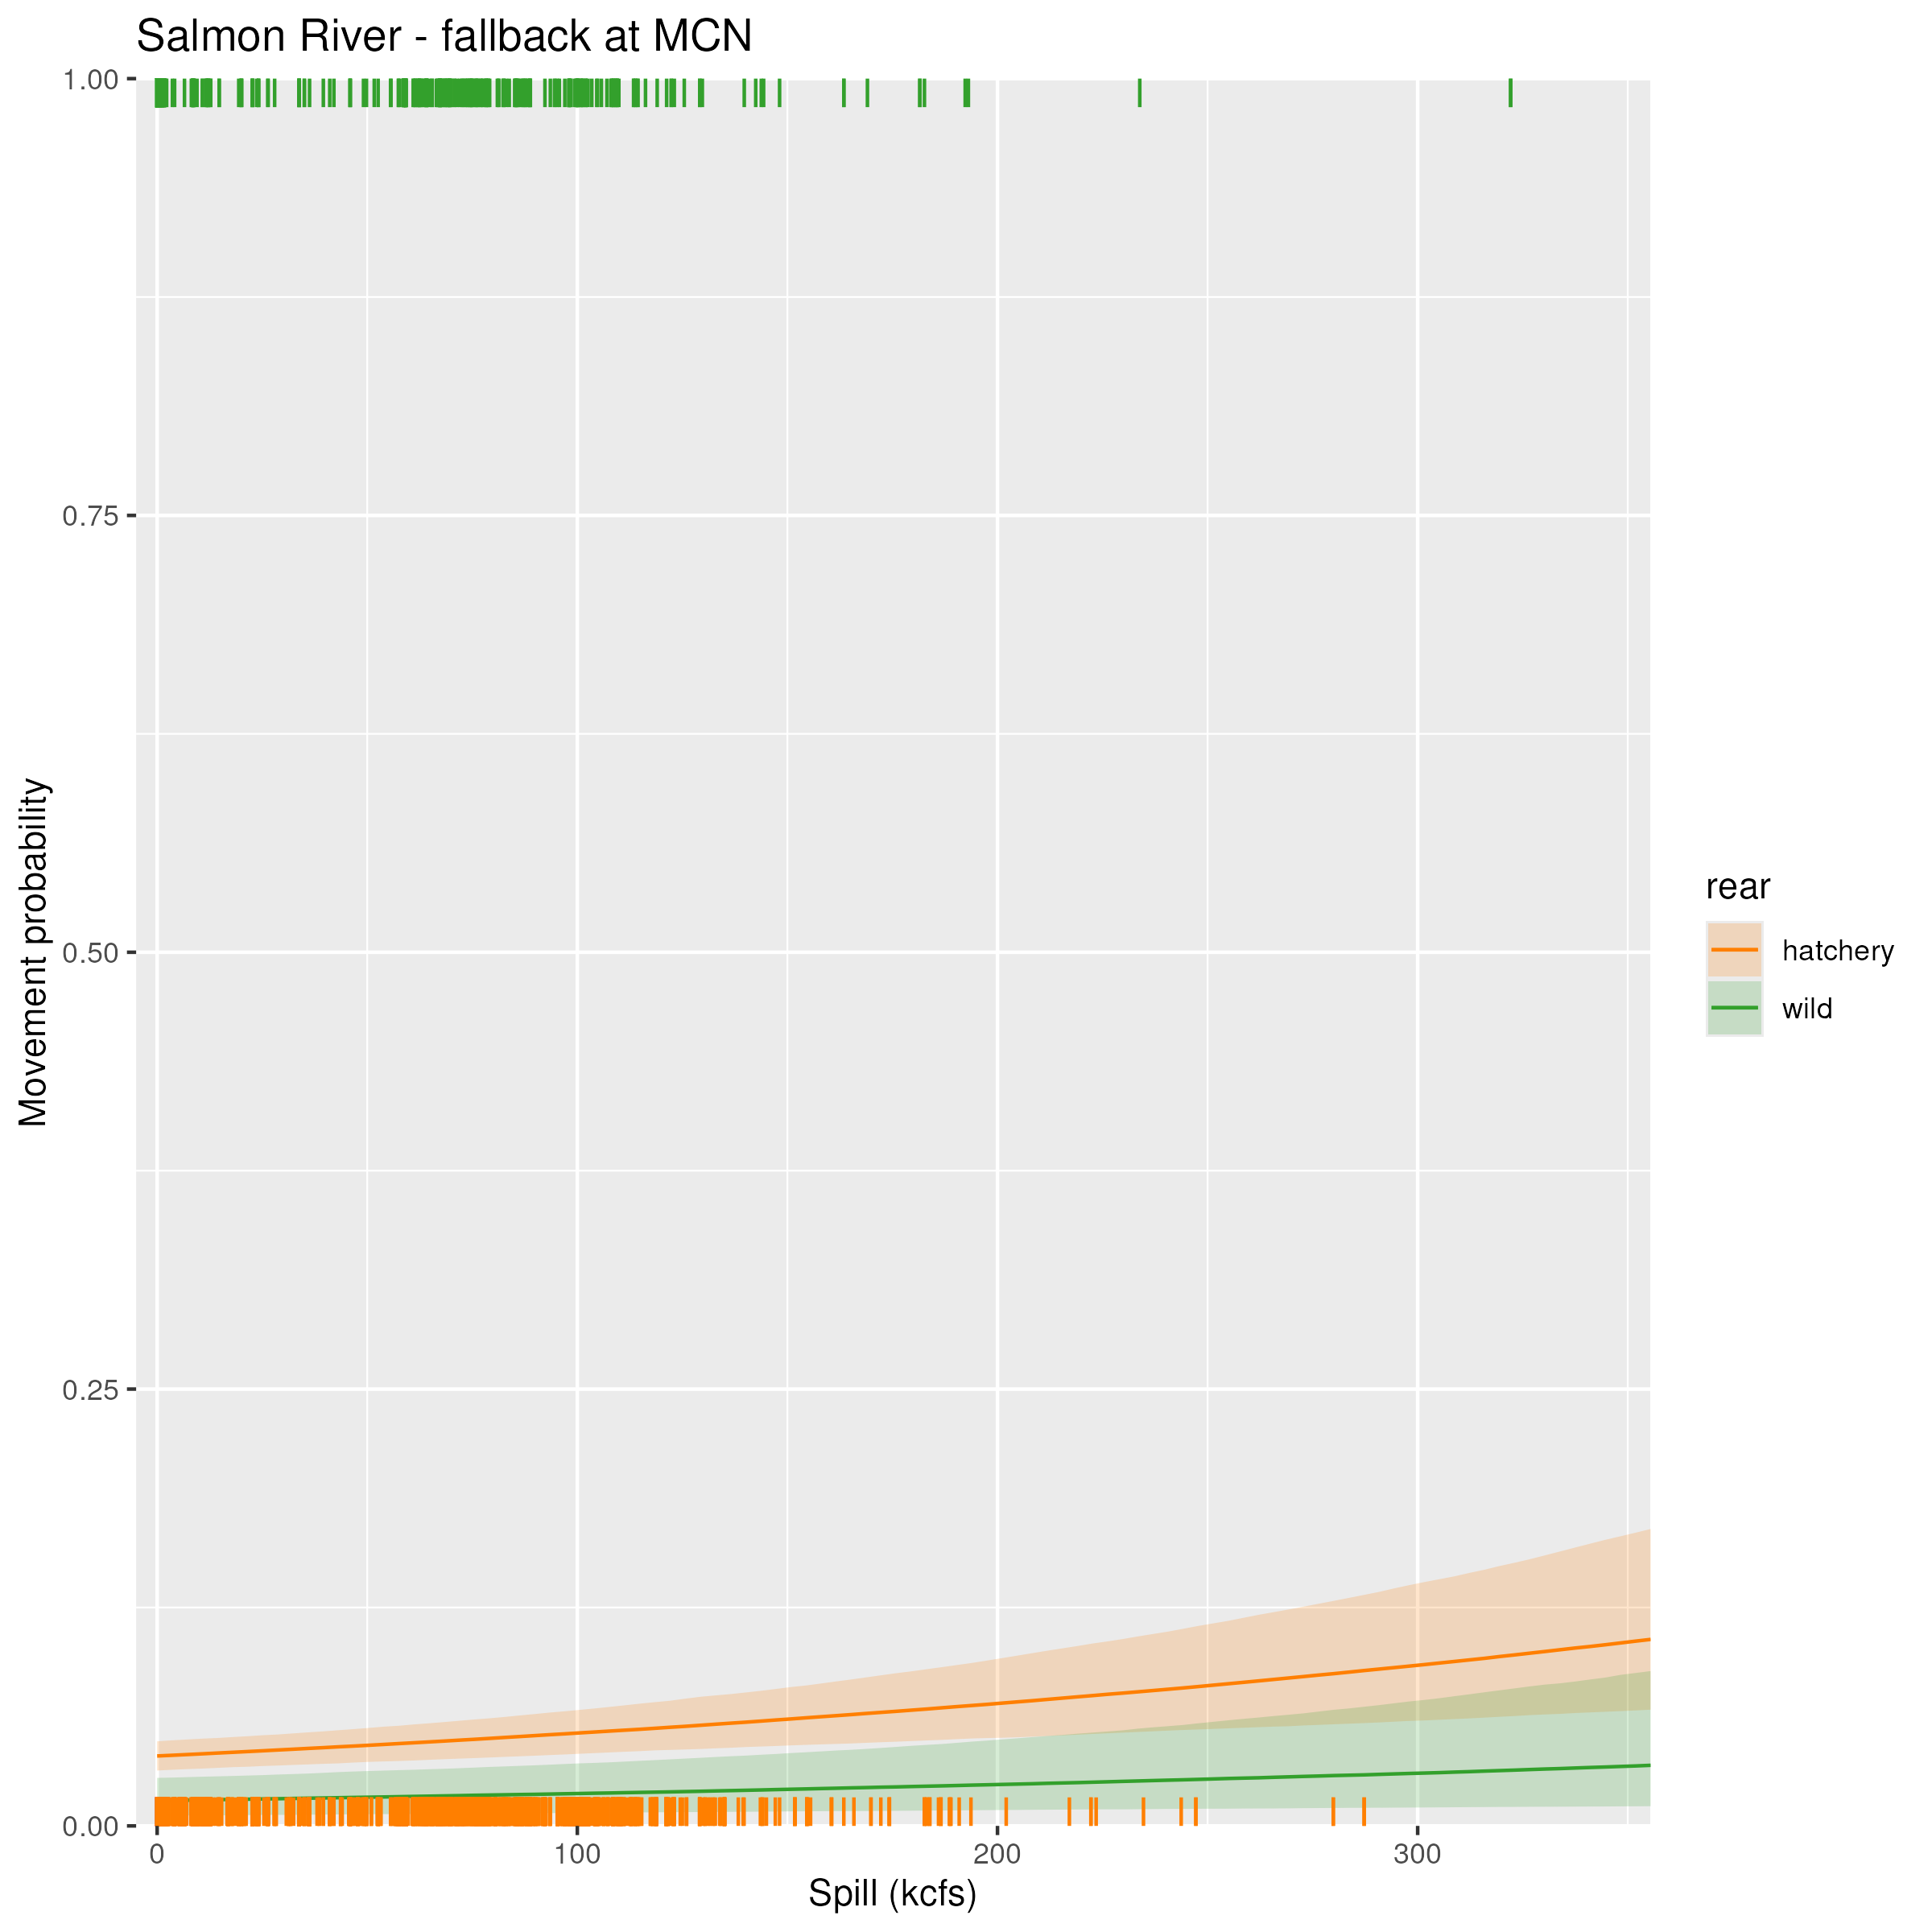 Salmon River - fallback at MCN
1.00
0.75
0.50
0.25
0.00
Movement probability
0
100
200
300
Spill (kcfs)
rear
hatchery
wild